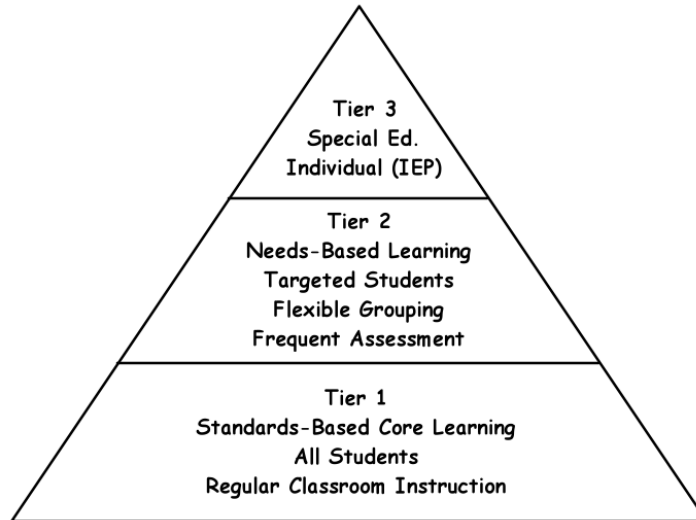 Tier 3
Special Ed.
Individual (IEP)
Tier 2
Needs-Based Learning
Targeted Students
Flexible Grouping
Frequent Assessment
Tier 1
Standards-Based Core Learning
All Students
Regular Classroom Instruction